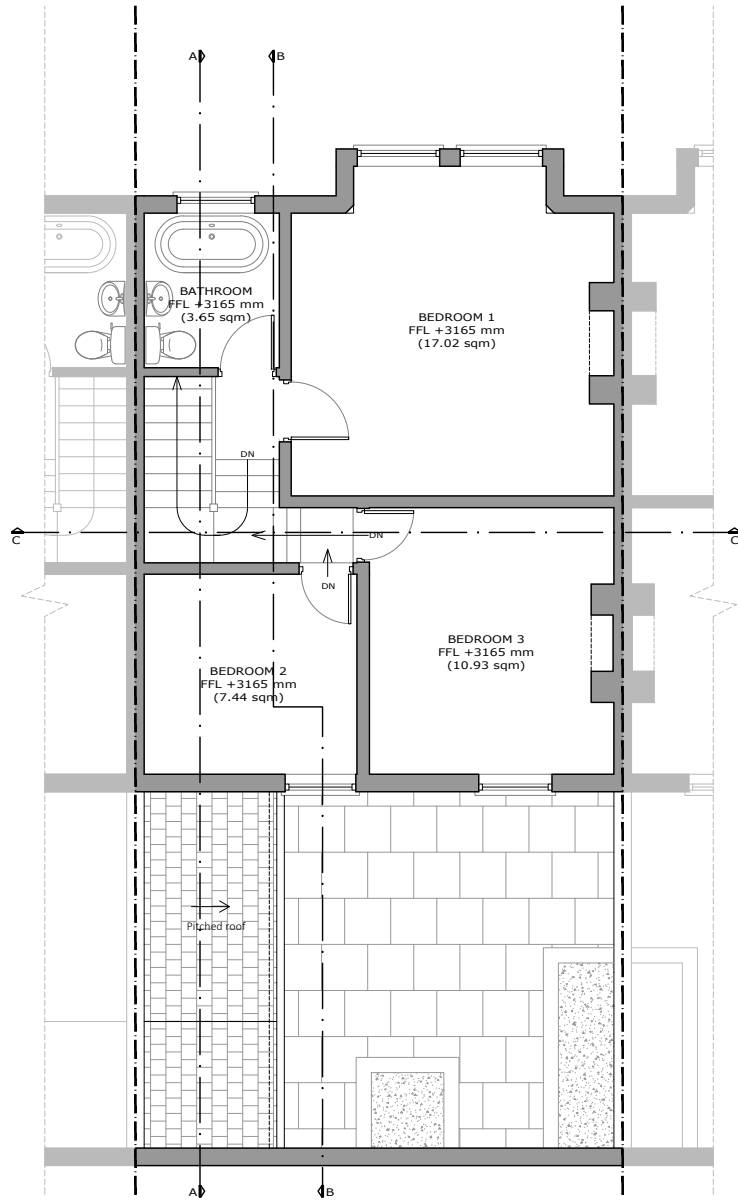 A
B
BATHROOM
FFL +3165 mm
(3.65 sqm)
BEDROOM 1
FFL +3165 mm
(17.02 sqm)
DN
C
DN
C
DN
BEDROOM 2
FFL +3165 mm
(7.44 sqm)
BEDROOM 3
FFL +3165 mm
(10.93 sqm)
Pitched roof
A
B